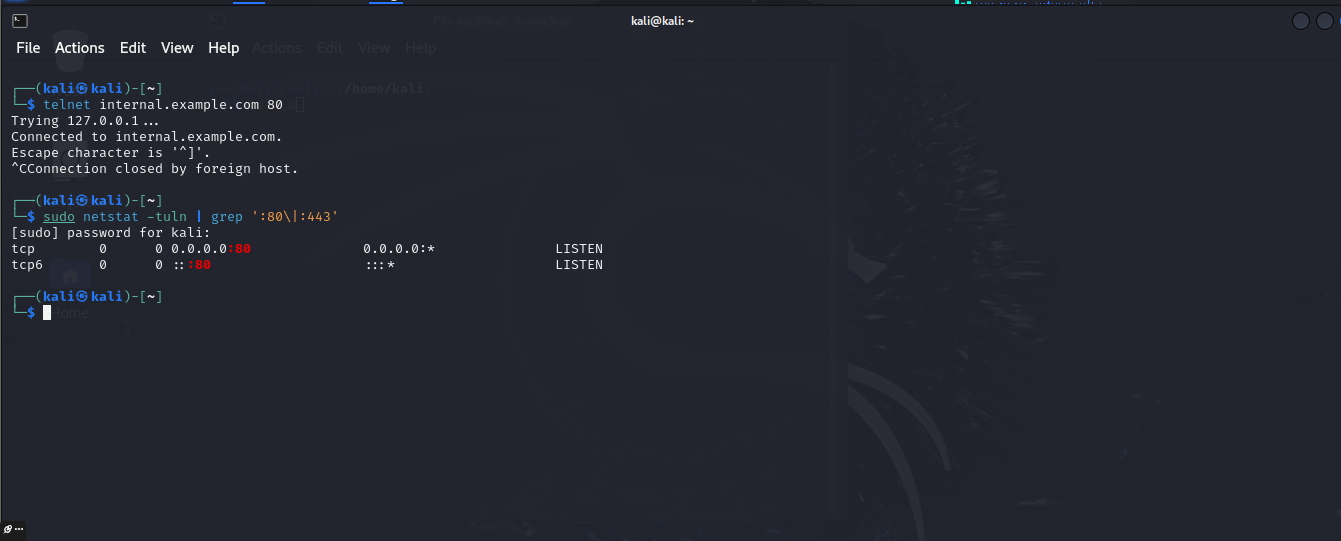 kali@kali: ~
File Actions Edit View Help
┌──(kali㉿kali)-[~]
└─$ telnet internal.example.com 80
Trying 127.0.0.1...
Connected to internal.example.com.
Escape character is '^]'.
^CConnection closed by foreign host.
┌──(kali㉿kali)-[~]
└─$ sudo netstat -tuln | grep ':80\|:443'
[sudo] password for kali:
tcp 0 0 0.0.0.0:80 0.0.0.0:* LISTEN
tcp6 0 0 :::80 :::* LISTEN
┌──(kali㉿kali)-[~]
└─$
Home